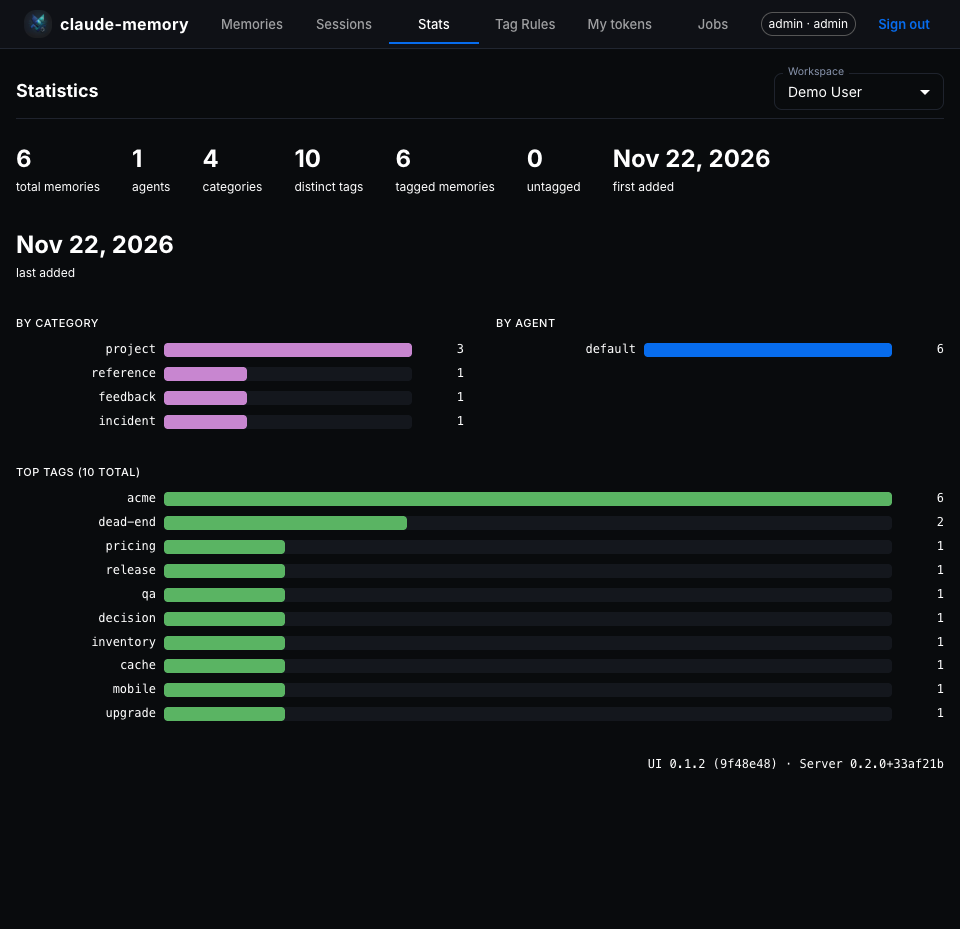 claude-memory Memories Sessions Stats Tag Rules My tokens Jobs admin · admin Sign out
Workspace
Statistics Demo User
6 1 4 10 6 0 Nov 22, 2026
total memories agents categories distinct tags tagged memories untagged first added
Nov 22, 2026
last added
BY CATEGORY
project 3
reference 1
feedback 1
incident 1
BY AGENT
default 6
TOP TAGS (10 TOTAL)
acme 6
dead-end 2
pricing 1
release 1
qa 1
decision 1
inventory 1
cache 1
mobile 1
upgrade 1
UI 0.1.2 (9f48e48) · Server 0.2.0+33af21b